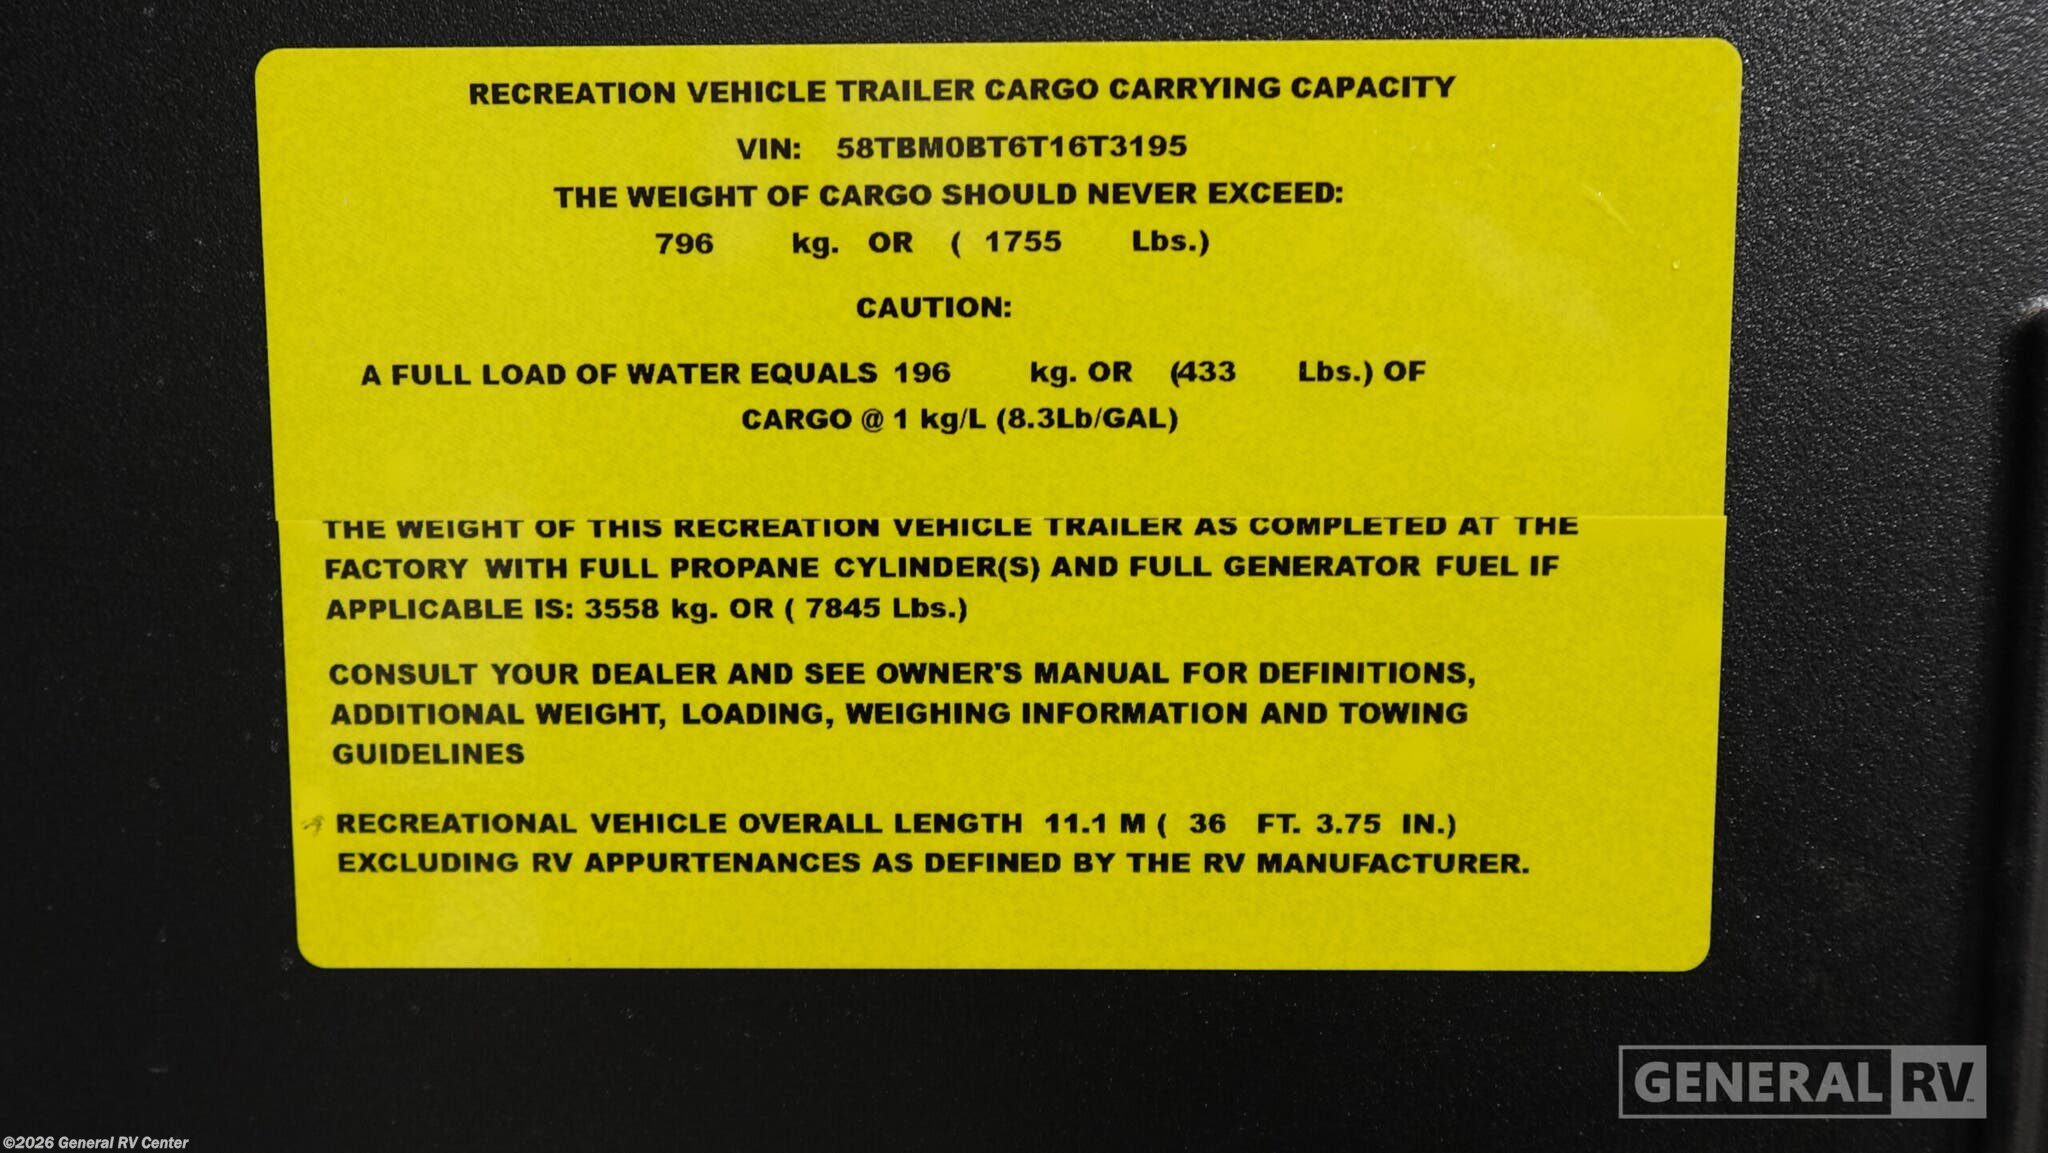 RECREATION VEHICLE TRAILER CARGO CARRYING CAPACITY
VIN: 58TBM0BT6T16T3195
THE WEIGHT OF CARGO SHOULD NEVER EXCEED:
796 kg. OR ( 1755 Lbs.)
CAUTION:
A FULL LOAD OF WATER EQUALS 196 kg. OR (433 Lbs.) OF
CARGO @ 1 kg/L (8.3Lb/GAL)
THE WEIGHT OF THIS RECREATION VEHICLE TRAILER AS COMPLETED AT THE
FACTORY WITH FULL PROPANE CYLINDER(S) AND FULL GENERATOR FUEL IF
APPLICABLE IS: 3558 kg. OR ( 7845 Lbs.)
CONSULT YOUR DEALER AND SEE OWNER'S MANUAL FOR DEFINITIONS,
ADDITIONAL WEIGHT, LOADING, WEIGHING INFORMATION AND TOWING
GUIDELINES
RECREATIONAL VEHICLE OVERALL LENGTH 11.1 M ( 36 FT. 3.75 IN.)
EXCLUDING RV APPURTENANCES AS DEFINED BY THE RV MANUFACTURER.
GENERAL RV
©2026 General RV Center